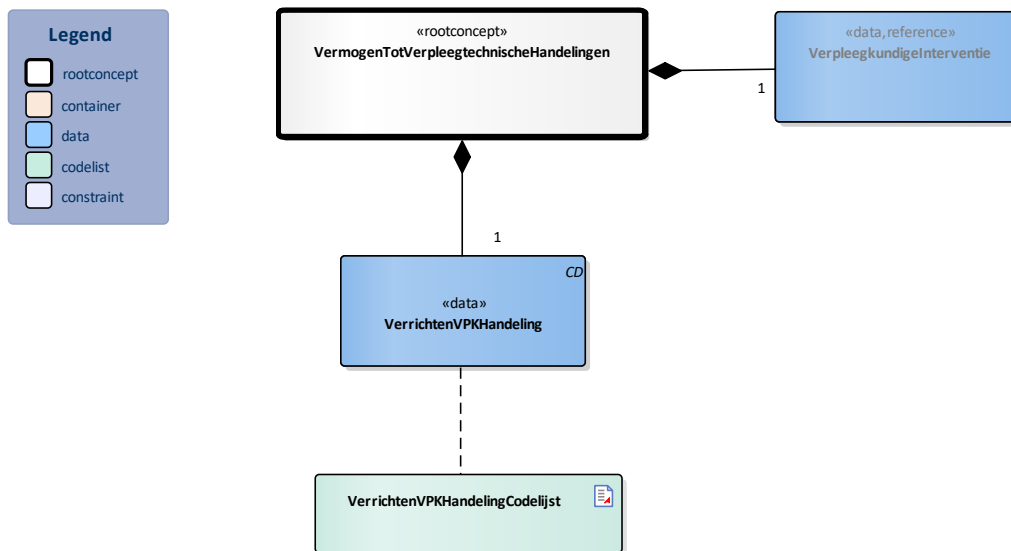 Legend
rootconcept
container
data
codelist
constraint
«rootconcept»
VermogenTotVerpleegtechnischeHandelingen
«data,reference»
VerpleegkundigeInterventie
1
1
CD
«data»
VerrichtenVPKHandeling
VerrichtenVPKHandelingCodelijst